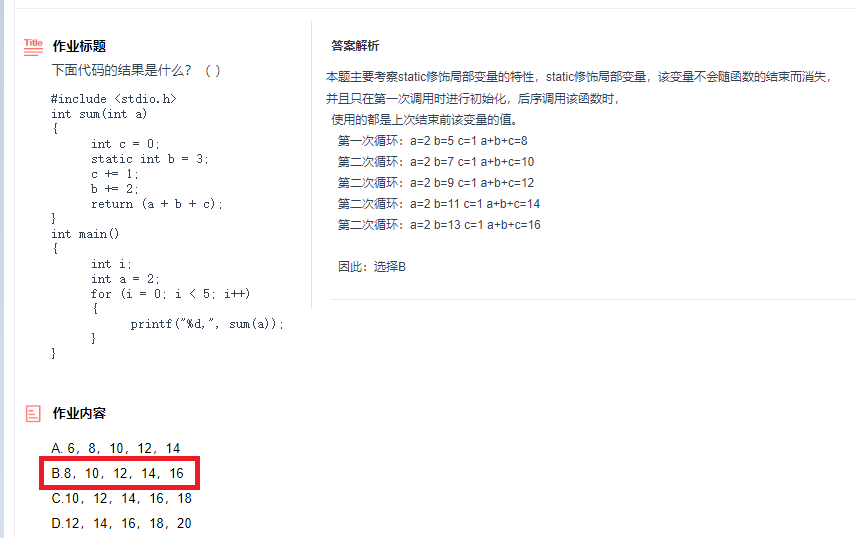 Title 作业标题
下面代码的结果是什么？（ ）
#include <stdio.h>
int sum(int a)
{
int c = 0;
static int b = 3;
c += 1;
b += 2;
return (a + b + c);
}
int main()
{
int i;
int a = 2;
for (i = 0; i < 5; i++)
{
printf("%d,", sum(a));
}
}
答案解析
本题主要考察static修饰局部变量的特性，static修饰局部变量，该变量不会随函数的结束而消失，
并且只在第一次调用时进行初始化，后序调用该函数时，
使用的都是上次结束前该变量的值。
第一次循环：a=2 b=5 c=1 a+b+c=8
第二次循环：a=2 b=7 c=1 a+b+c=10
第二次循环：a=2 b=9 c=1 a+b+c=12
第二次循环：a=2 b=11 c=1 a+b+c=14
第二次循环：a=2 b=13 c=1 a+b+c=16
因此：选择B
作业内容
A. 6，8，10，12，14
B.8，10，12，14，16
C.10，12，14，16，18
D.12，14，16，18，20